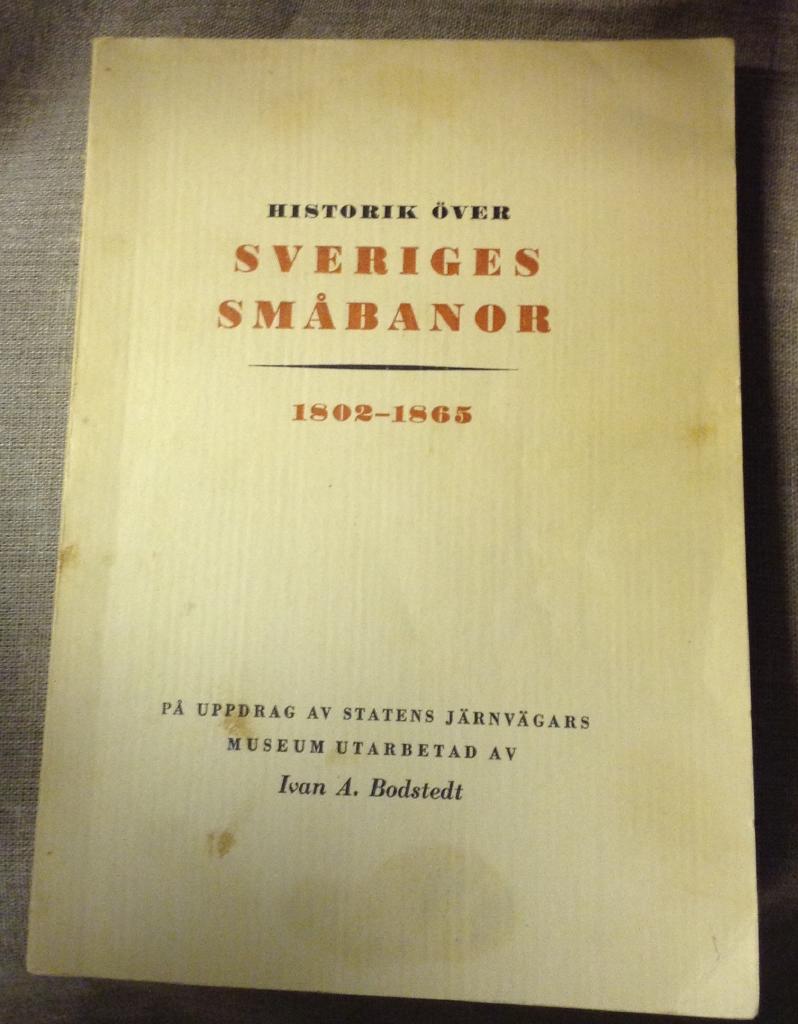 HISTORIK ÖVER
SVERIGES
SMÅBANOR
1802–1865
PÅ UPPDRAG AV STATENS JÄRNVÄGARS
MUSEUM UTARBETAD AV
Ivan A. Bodstedt